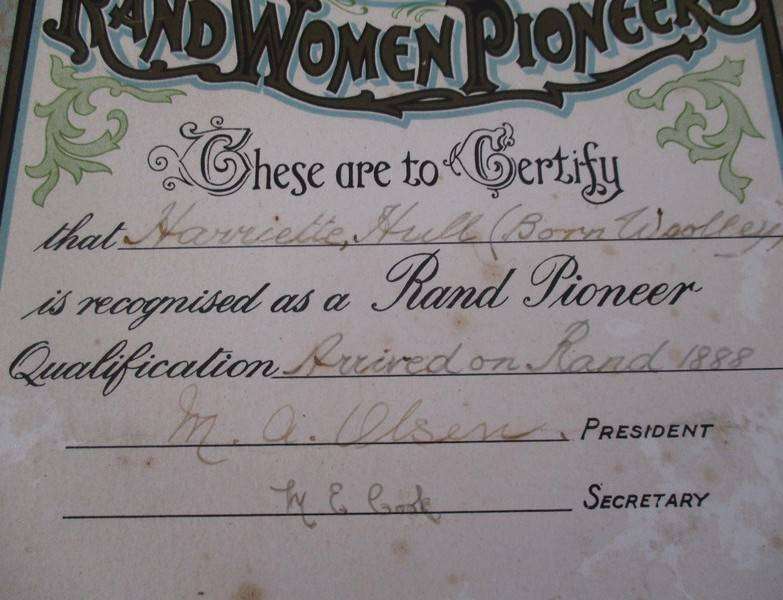 RAND WOMEN PIONEERS
These are to Certify
that Harriette, Hull (Born Woolley)
is recognised as a Rand Pioneer
Qualification Arrived on Rand 1888
M. A. Olsen. PRESIDENT
M E Cook SECRETARY